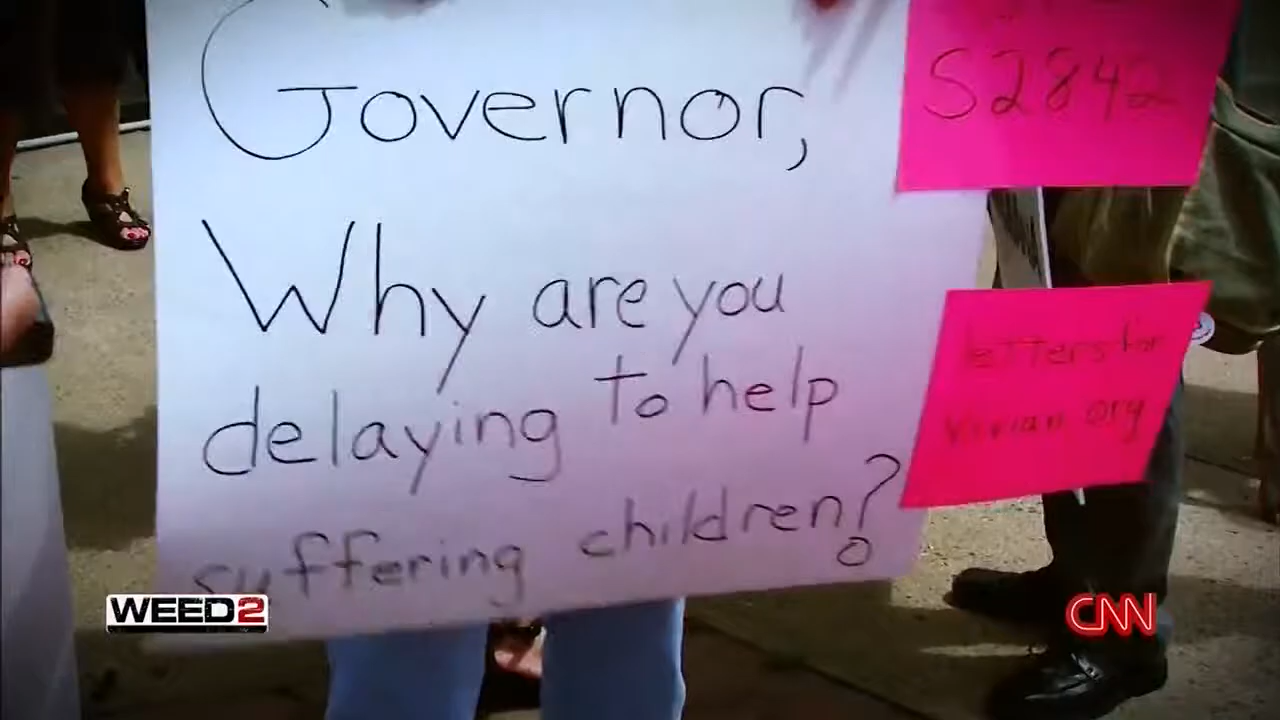 Governor,
Why are you
delaying to help
suffering children?
S2842
letters for
vivian org
WEED2
CNN